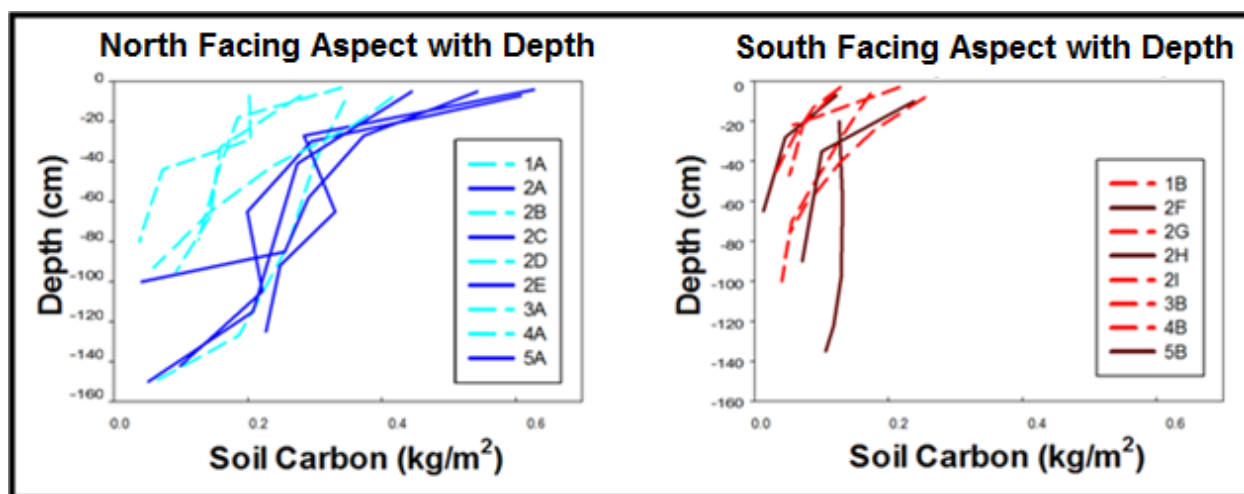 North Facing Aspect with Depth
0
-20
-40
-60
-80
-100
-120
-140
-160
Depth (cm)
0.0 0.2 0.4 0.6
Soil Carbon (kg/m²)
1A
2A
2B
2C
2D
2E
3A
4A
5A
South Facing Aspect with Depth
0
-20
-40
-60
-80
-100
-120
-140
-160
Depth (cm)
0.0 0.2 0.4 0.6
Soil Carbon (kg/m²)
1B
2F
2G
2H
2I
3B
4B
5B